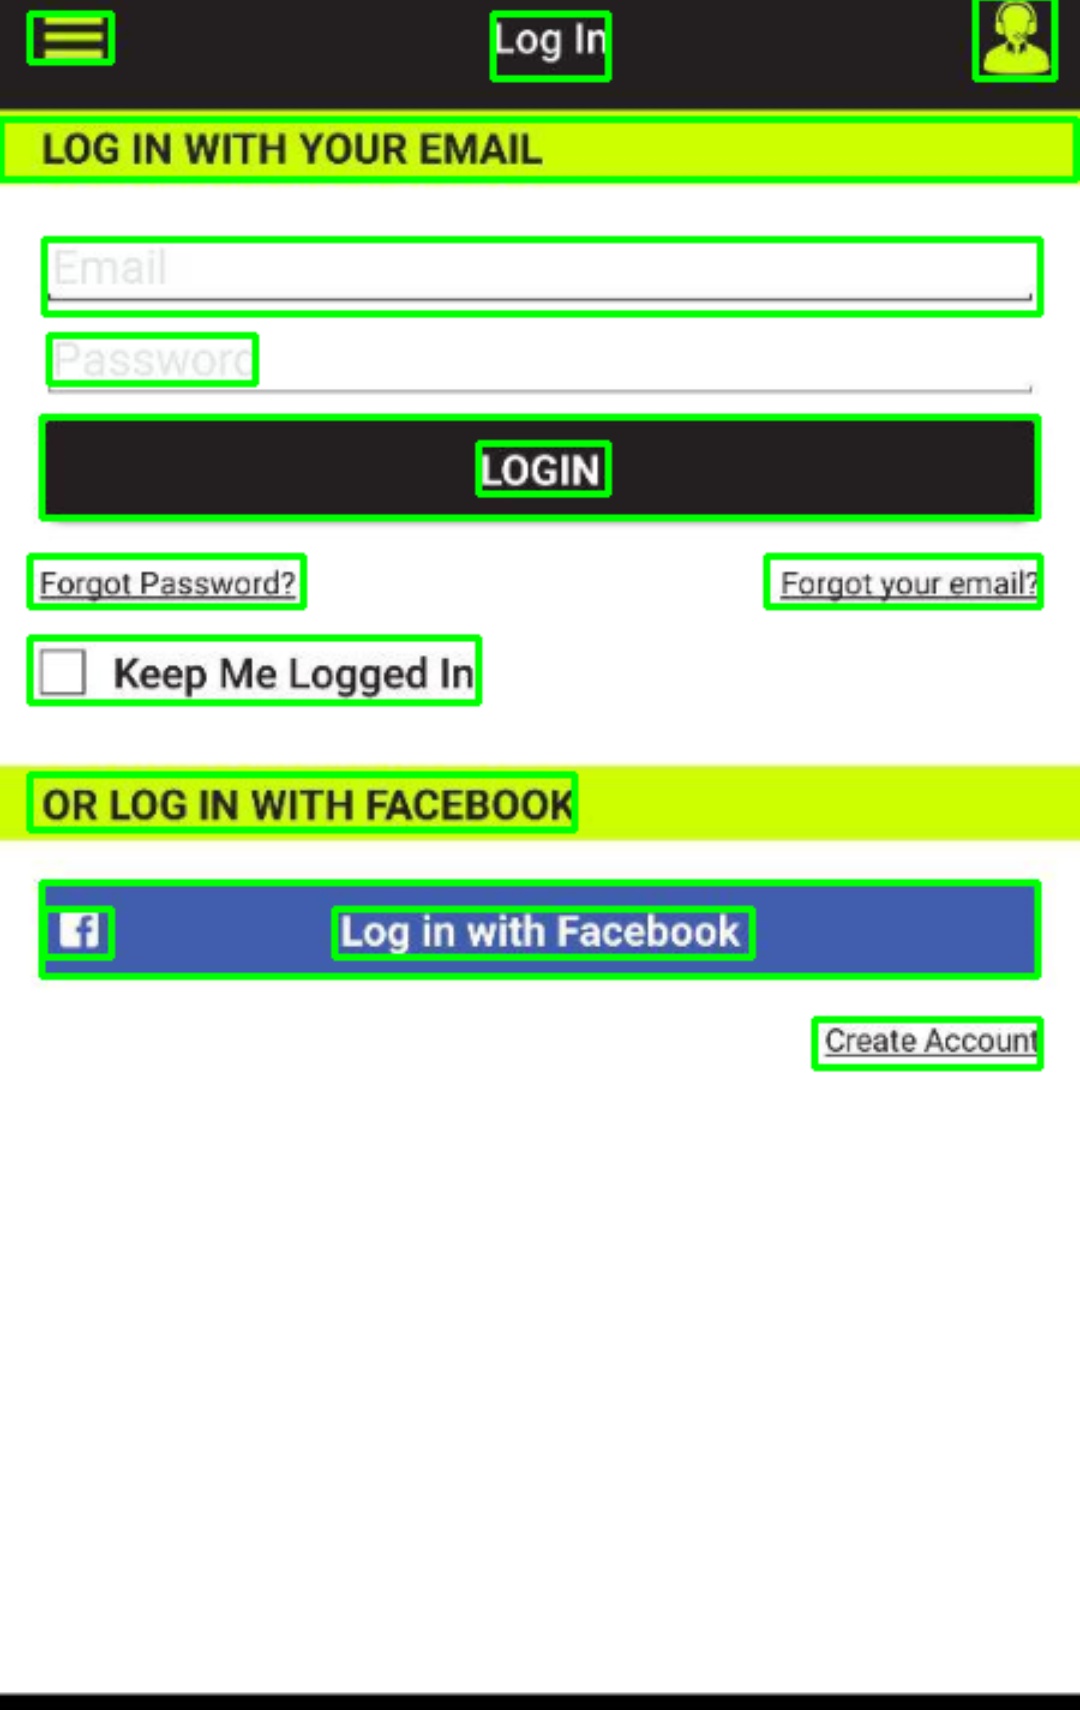 Log In
LOG IN WITH YOUR EMAIL
Email
Password
LOGIN
Forgot Password?
Forgot your email?
Keep Me Logged In
OR LOG IN WITH FACEBOOK
f
Log in with Facebook
Create Account